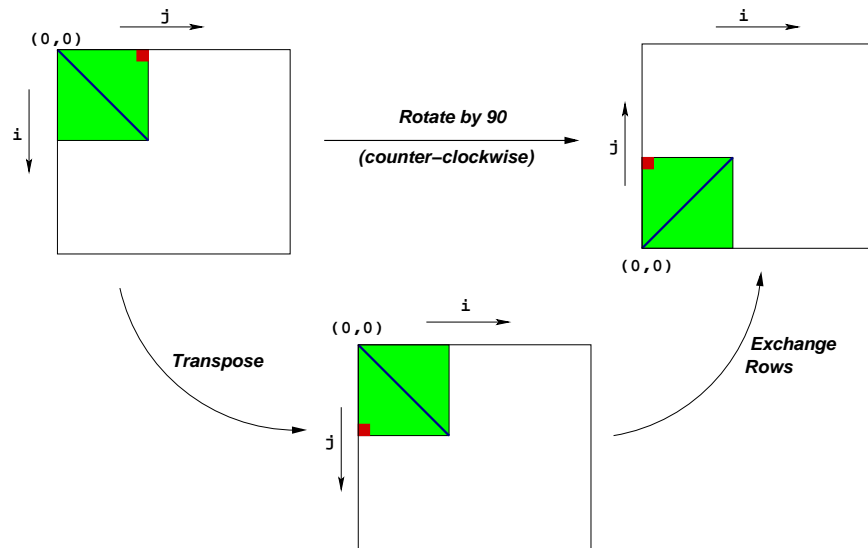 j
(0,0)
i
Rotate by 90
(counter–clockwise)
i
j
(0,0)
Transpose
(0,0)
i
j
Exchange
Rows